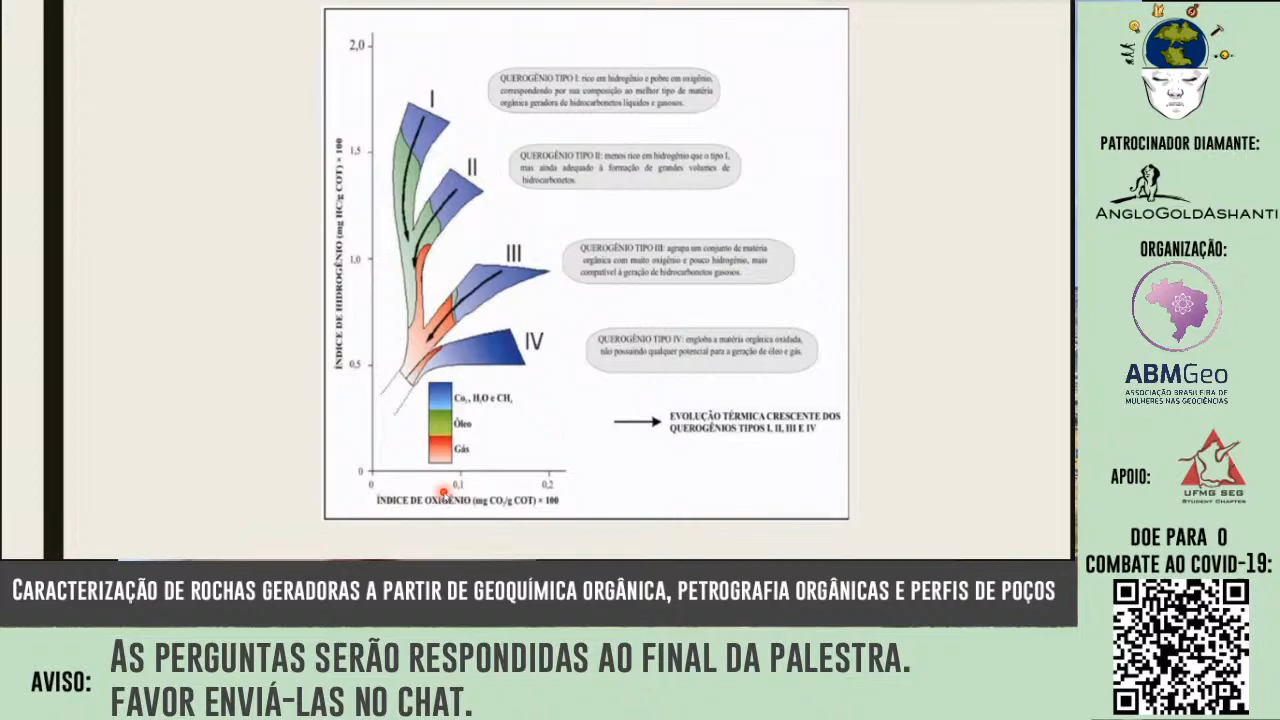 2,0
I
QUEROGÊNIO TIPO I: rico em hidrogênio e pobre em oxigênio,
correspondendo por sua composição ao melhor tipo de matéria
orgânica geradora de hidrocarbonetos líquidos e gasosos.
1,5
II
QUEROGÊNIO TIPO II: menos rico em hidrogênio que o tipo I,
mas ainda adequado à formação de grandes volumes de
hidrocarbonetos.
ÍNDICE DE HIDROGÊNIO (mg HC/g COT) × 100
1,0
III
QUEROGÊNIO TIPO III: agrupa um conjunto de matéria
orgânica com muito oxigênio e pouco hidrogênio, mais
compatível à geração de hidrocarbonetos gasosos.
IV
QUEROGÊNIO TIPO IV: engloba a matéria orgânica oxidada,
não possuindo qualquer potencial para a geração de óleo e gás.
0,5
Co₂, H₂O e CH₄
Óleo
Gás
EVOLUÇÃO TÉRMICA CRESCENTE DOS
QUEROGÊNIOS TIPOS I, II, III E IV
0
0 0,1 0,2
ÍNDICE DE OXIGÊNIO (mg CO₂/g COT) × 100
CARACTERIZAÇÃO DE ROCHAS GERADORAS A PARTIR DE GEOQUÍMICA ORGÂNICA, PETROGRAFIA ORGÂNICAS E PERFIS DE POÇOS
AVISO:
AS PERGUNTAS SERÃO RESPONDIDAS AO FINAL DA PALESTRA.
FAVOR ENVIÁ-LAS NO CHAT.
PATROCINADOR DIAMANTE:
ANGLOGOLDASHANTI
ORGANIZAÇÃO:
ABMGeo
ASSOCIAÇÃO BRASILEIRA DE
MULHERES NAS GEOCIÊNCIAS
APOIO:
UFMG SEG
STUDENT CHAPTER
DOE PARA O
COMBATE AO COVID-19: